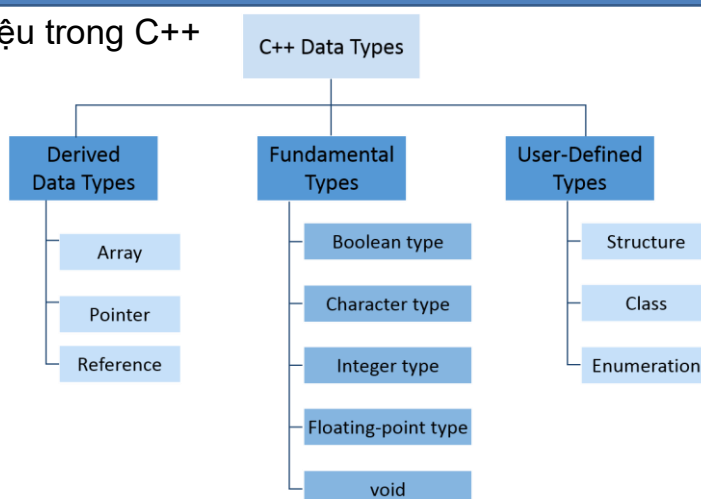 ệu trong C++
C++ Data Types
Derived
Data Types
Array
Pointer
Reference
Fundamental
Types
Boolean type
Character type
Integer type
Floating-point type
void
User-Defined
Types
Structure
Class
Enumeration